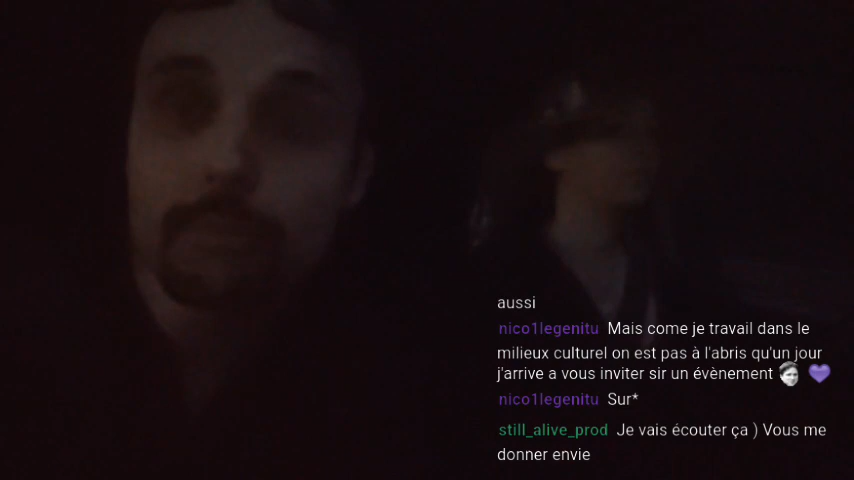 aussi
nico1legenitu Mais come je travail dans le
milieux culturel on est pas à l'abris qu'un jour
j'arrive a vous inviter sir un évènement
nico1legenitu Sur*
still_alive_prod Je vais écouter ça ) Vous me
donner envie